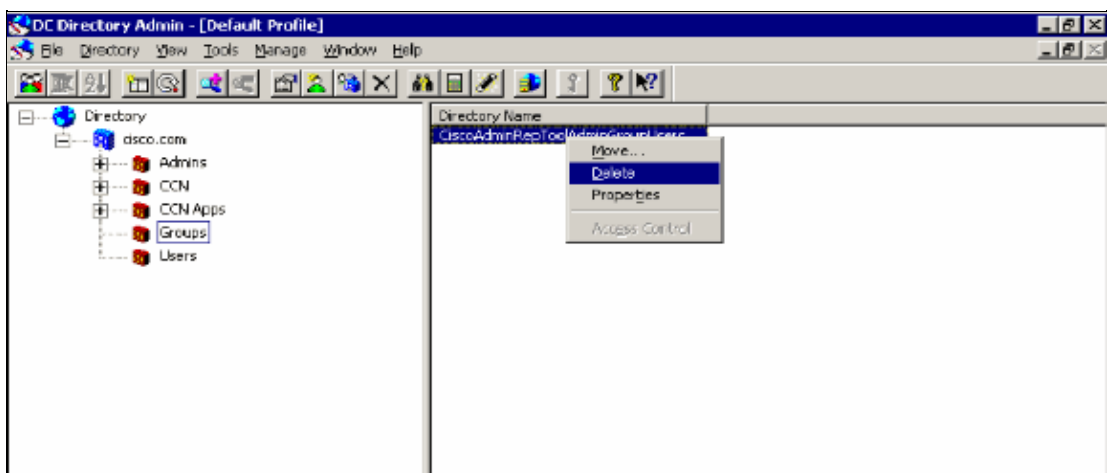 DC Directory Admin - [Default Profile]
File Directory View Tools Manage Window Help
Directory
cisco.com
Admins
CCN
CCN Apps
Groups
Users
Directory Name
CiscoAdminRepToolAdminGroupUsers
Move...
Delete
Properties
Access Control